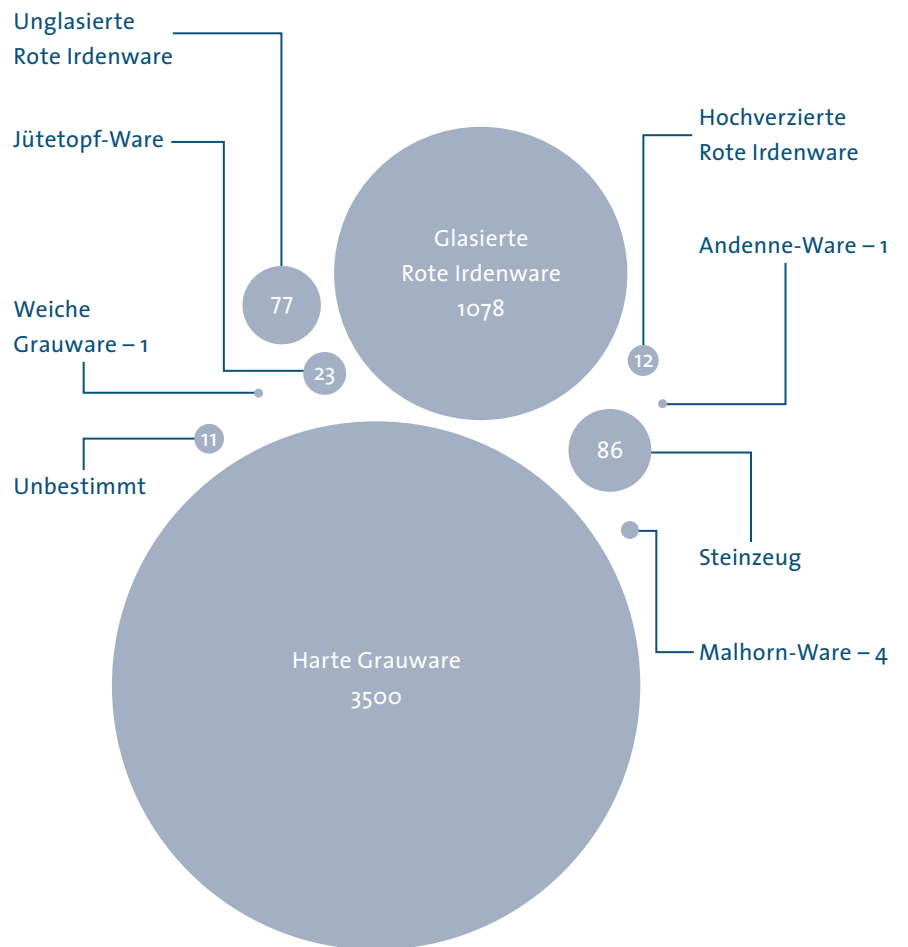 Unglasierte
Rote Irdenware
Jütetopf-Ware
Hochverzierte
Rote Irdenware
Glasierte
Rote Irdenware
1078
Andenne-Ware – 1
77
Weiche
Grauware – 1
23
12
11
86
Unbestimmt
Steinzeug
Malhorn-Ware – 4
Harte Grauware
3500